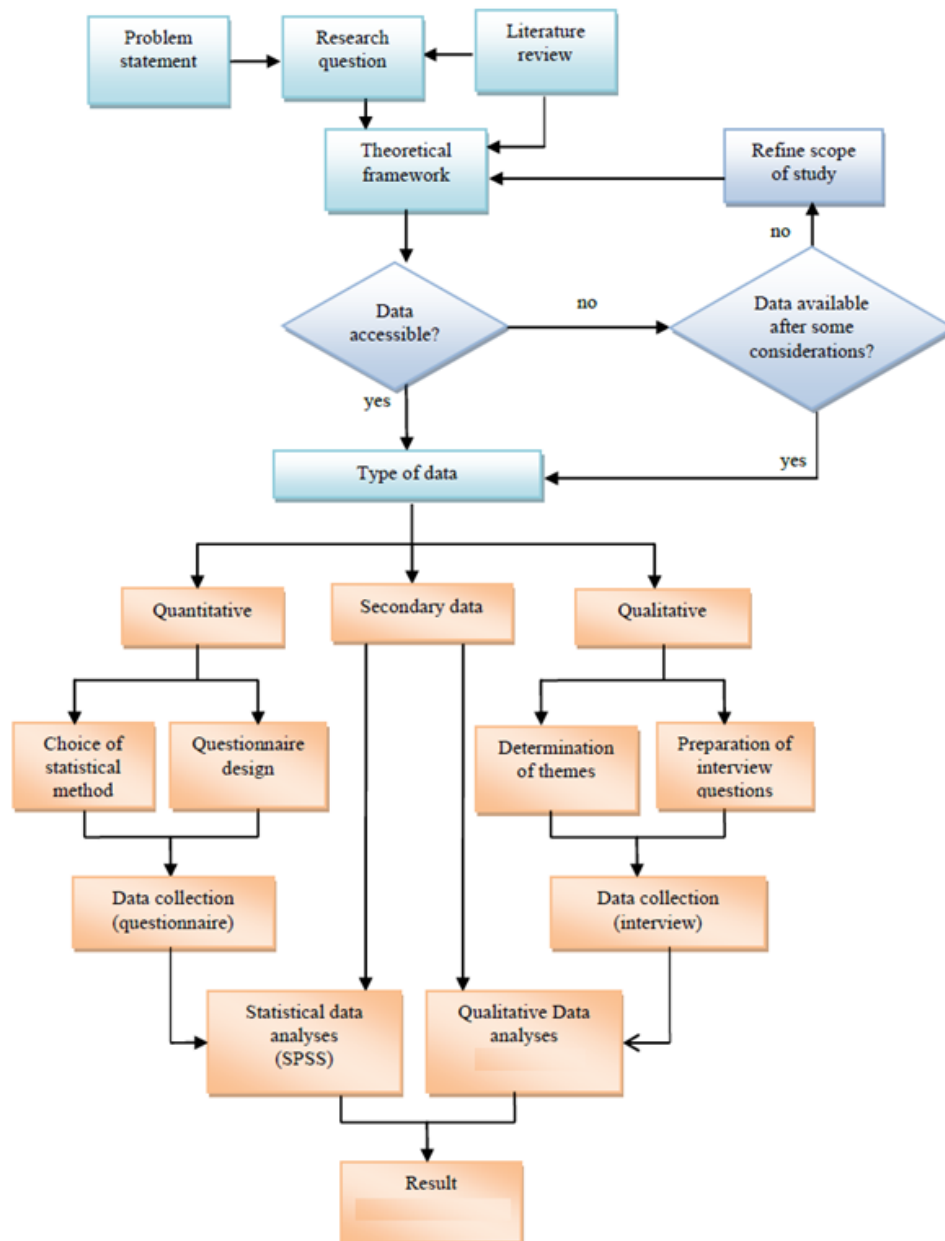 Problem
statement
Research
question
Literature
review
Theoretical
framework
Refine scope
of study
no
Data
accessible?
no
Data available
after some
considerations?
yes
yes
Type of data
Quantitative
Secondary data
Qualitative
Choice of
statistical
method
Questionnaire
design
Determination
of themes
Preparation of
interview
questions
Data collection
(questionnaire)
Data collection
(interview)
Statistical data
analyses
(SPSS)
Qualitative Data
analyses
Result